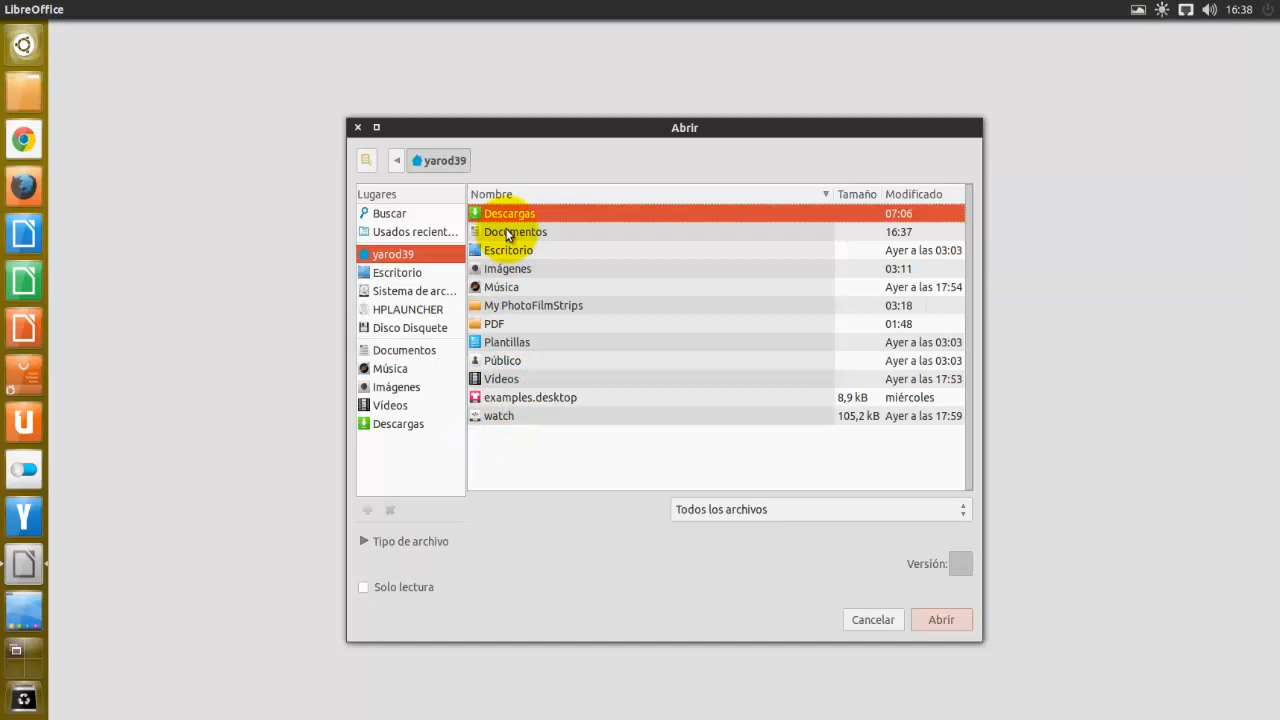 LibreOffice
16:38
Abrir
yarod39
Lugares
Buscar
Usados recient...
yarod39
Escritorio
Sistema de arc...
HPLAUNCHER
Disco Disquete
Documentos
Música
Imágenes
Vídeos
Descargas
Nombre Tamaño Modificado
Descargas 07:06
Documentos 16:37
Escritorio Ayer a las 03:03
Imágenes 03:11
Música Ayer a las 17:54
My PhotoFilmStrips 03:18
PDF 01:48
Plantillas Ayer a las 03:03
Público Ayer a las 03:03
Vídeos Ayer a las 17:53
examples.desktop 8,9 kB miércoles
watch 105,2 kB Ayer a las 17:59
Todos los archivos
Tipo de archivo
Versión:
Solo lectura
Cancelar Abrir